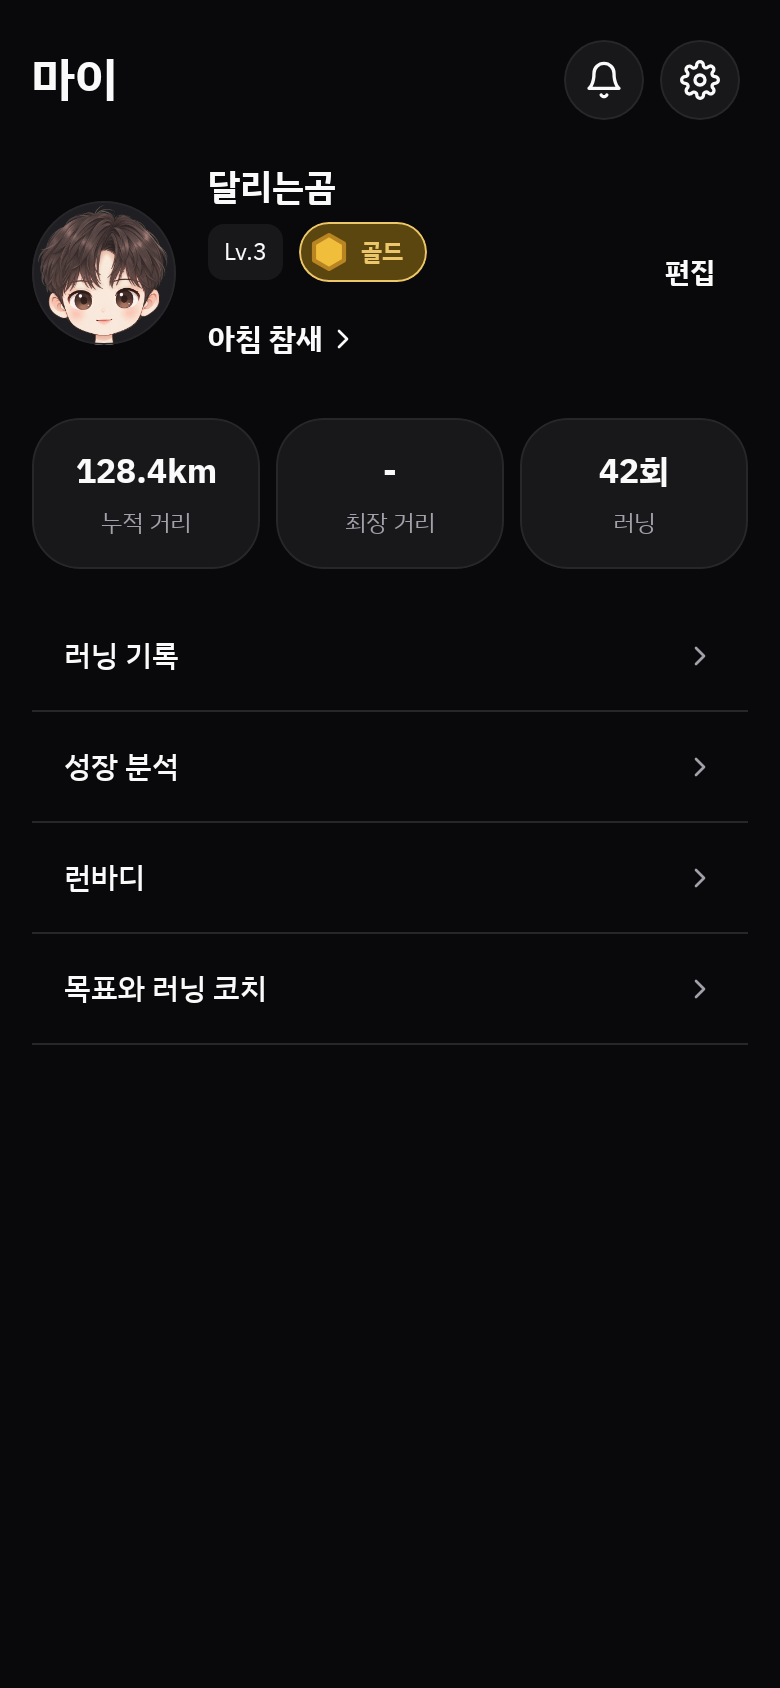 마이
달리는곰
Lv.3 골드
편집
아침 참새
128.4km - 42회
누적 거리 최장 거리 러닝
러닝 기록
성장 분석
런바디
목표와 러닝 코치